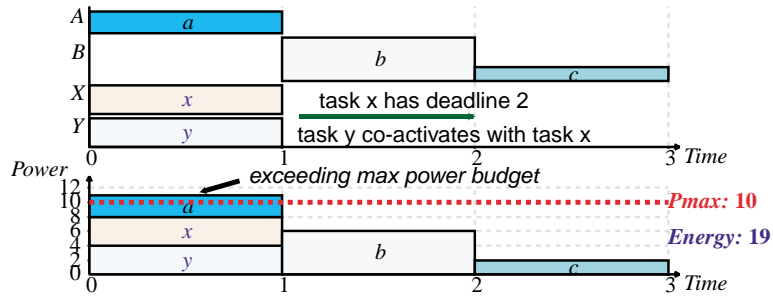 A
a
B
b
c
X
x
task x has deadline 2
Y
y
task y co-activates with task x
0 1 2 3 Time
Power
exceeding max power budget
12
10
8
6
4
2
0
a
x
y
b
c
Pmax: 10
Energy: 19
0 1 2 3 Time